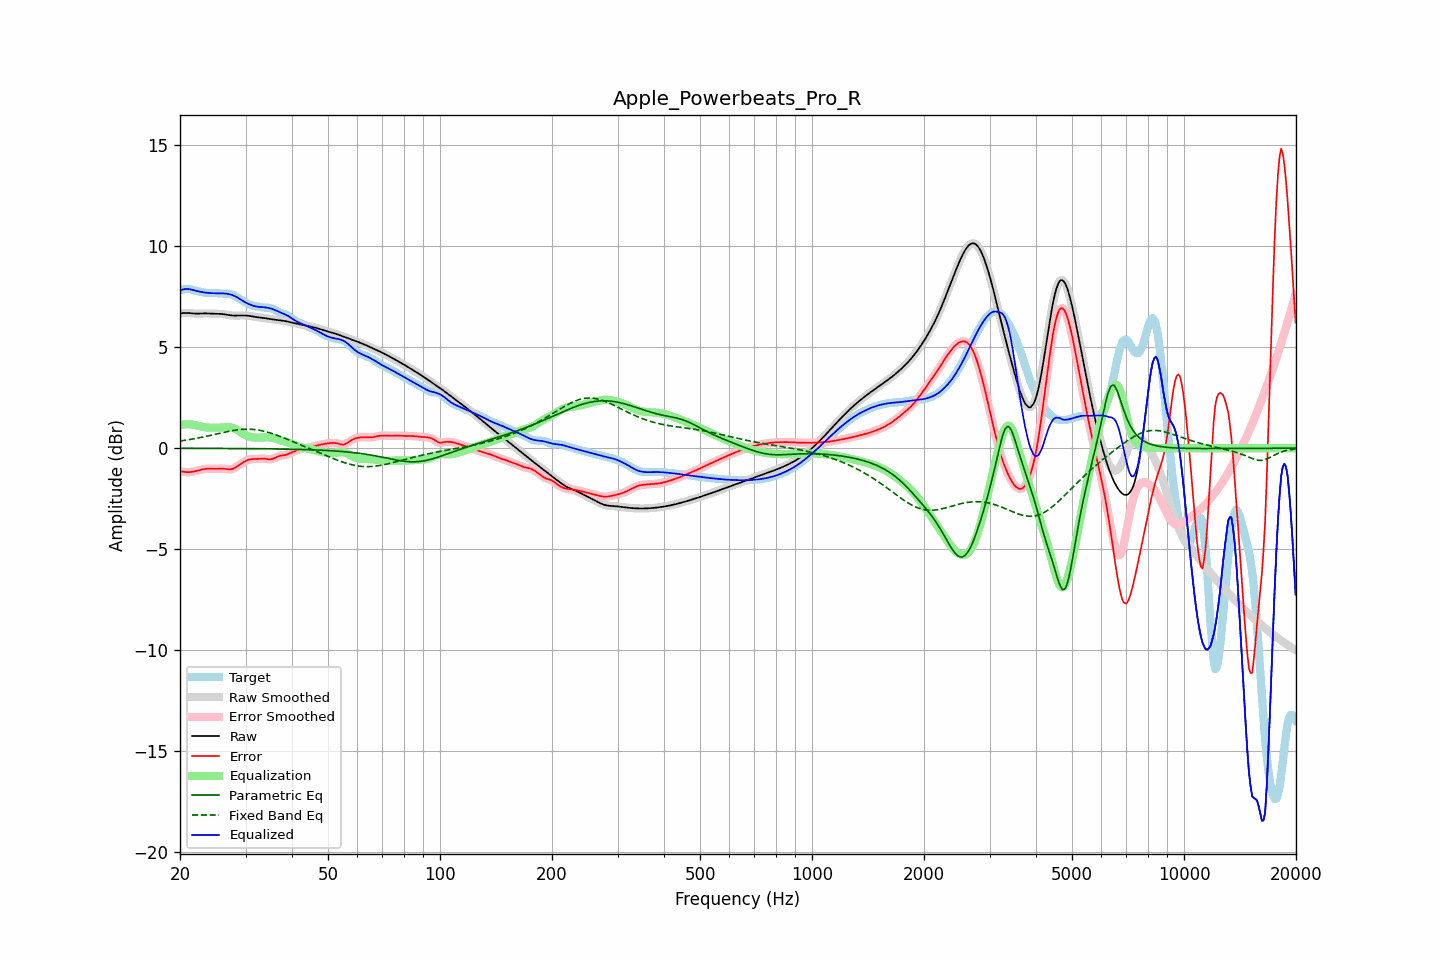 Apple_Powerbeats_Pro_R
15
10
5
0
−5
−10
−15
−20
Amplitude (dBr)
Target
Raw Smoothed
Error Smoothed
Raw
Error
Equalization
Parametric Eq
Fixed Band Eq
Equalized
20 50 100 200 500 1000 2000 5000 10000 20000
Frequency (Hz)